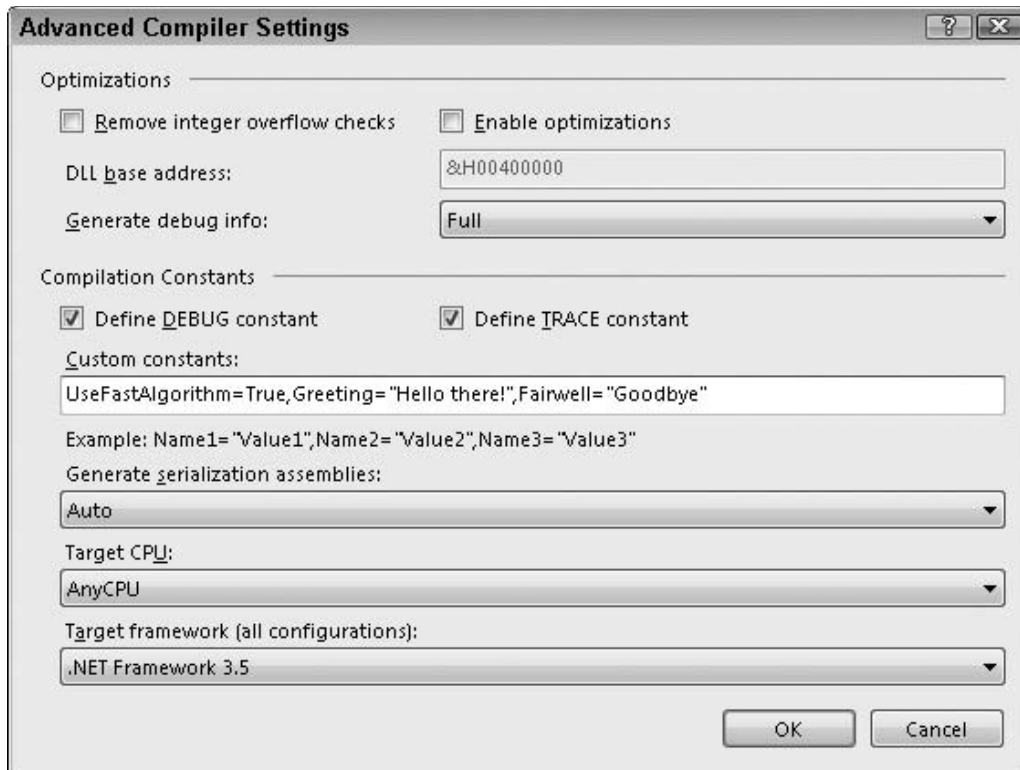 Advanced Compiler Settings
Optimizations
Remove integer overflow checks
Enable optimizations
DLL base address:
&H00400000
Generate debug info:
Full
Compilation Constants
Define DEBUG constant
Define TRACE constant
Custom constants:
UseFastAlgorithm=True,Greeting="Hello there!",Fairwell="Goodbye"
Example: Name1="Value1",Name2="Value2",Name3="Value3"
Generate serialization assemblies:
Auto
Target CPU:
AnyCPU
Target framework (all configurations):
.NET Framework 3.5
OK
Cancel